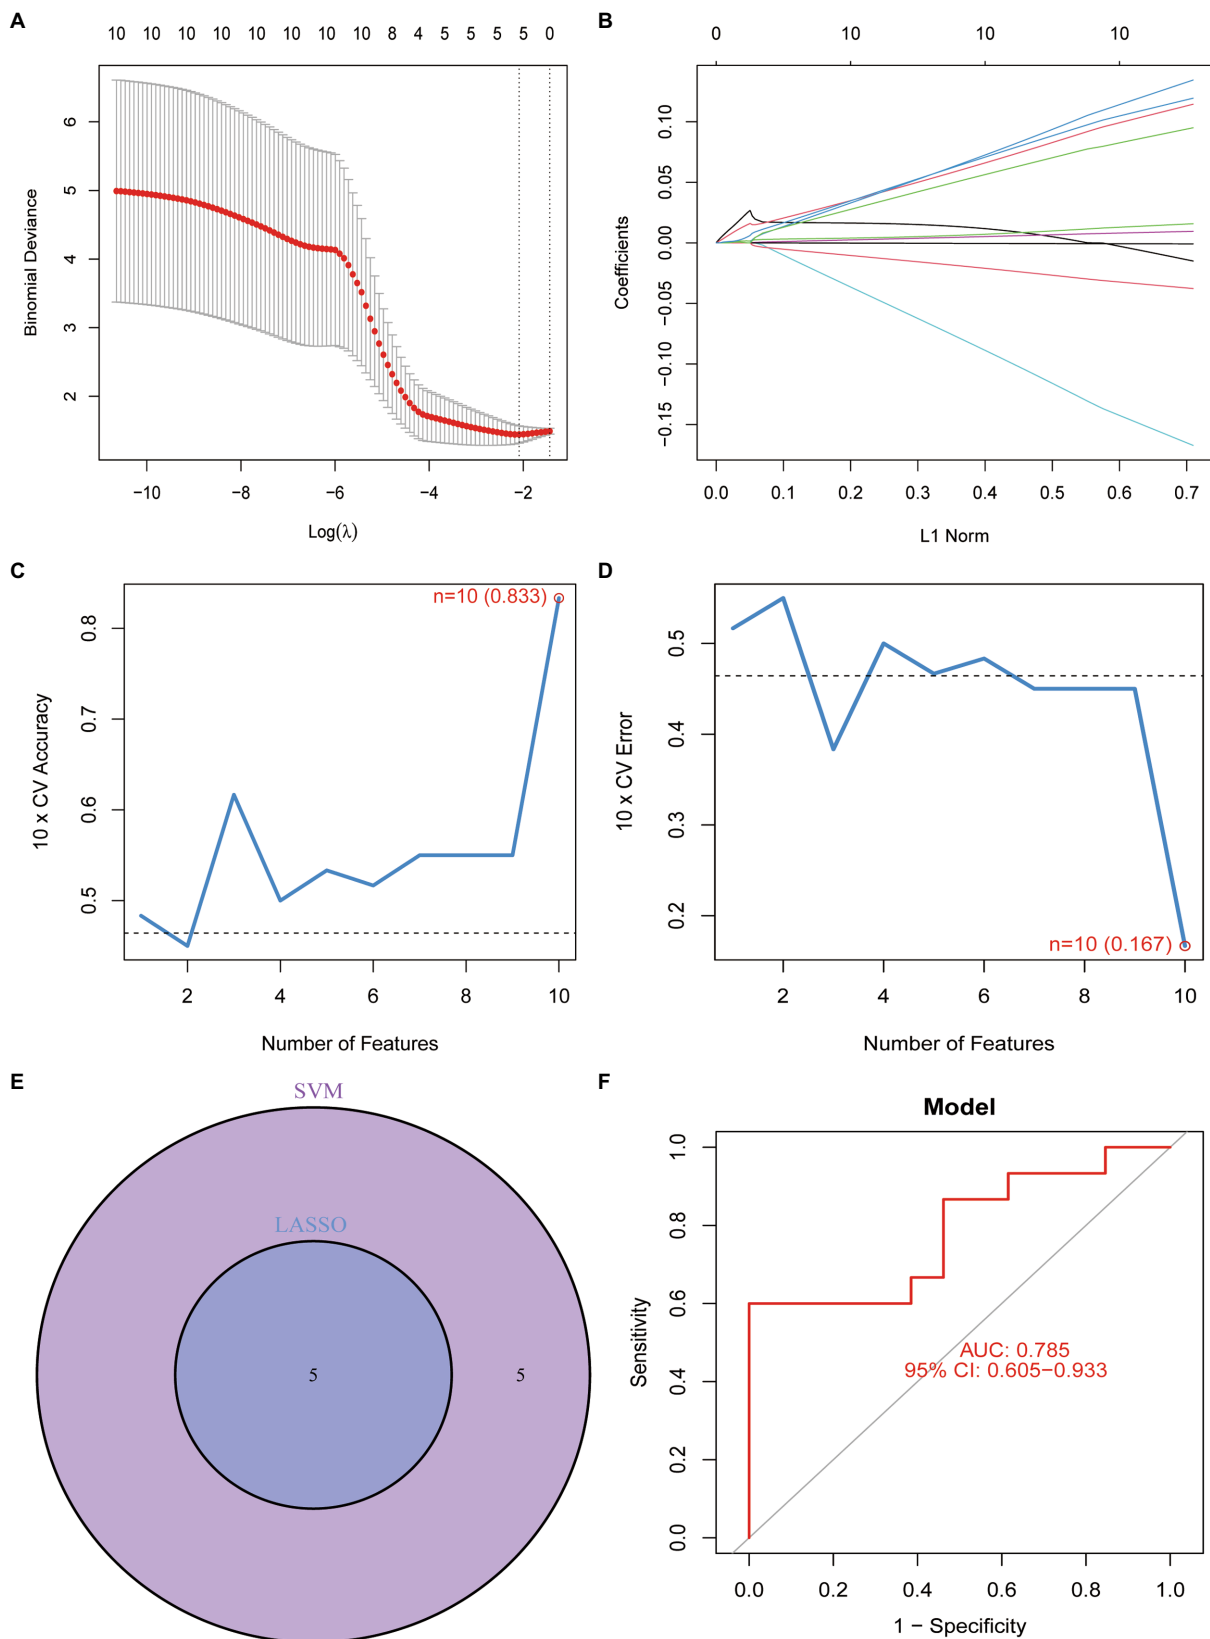 A
10 10 10 10 10 10 10 10 8 4 5 5 5 5 0
6
5
4
3
2
Binomial Deviance
−10 −8 −6 −4 −2
Log(λ)
B
0 10 10 10
0.10
0.05
0.00
−0.05
−0.10
−0.15
Coefficients
0.0 0.1 0.2 0.3 0.4 0.5 0.6 0.7
L1 Norm
C
n=10 (0.833)
0.8
0.7
0.6
0.5
10 x CV Accuracy
2 4 6 8 10
Number of Features
D
0.5
0.4
0.3
0.2
10 x CV Error
n=10 (0.167)
2 4 6 8 10
Number of Features
E
SVM
LASSO
5 5
F
Model
1.0
0.8
0.6
0.4
0.2
0.0
Sensitivity
AUC: 0.785
95% CI: 0.605−0.933
0.0 0.2 0.4 0.6 0.8 1.0
1 − Specificity